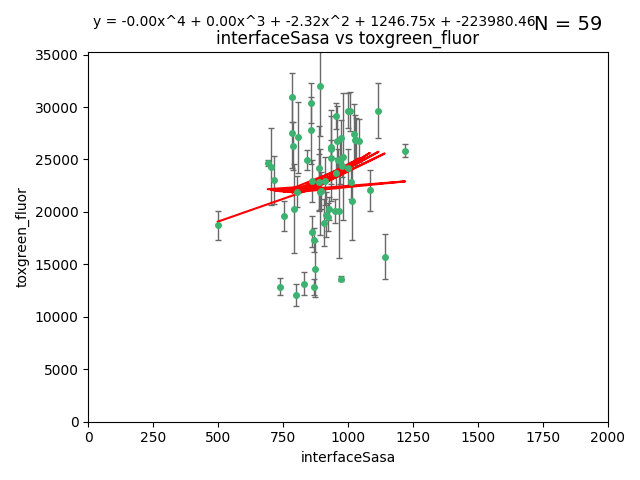 y = -0.00x^4 + 0.00x^3 + -2.32x^2 + 1246.75x + -223980.46
N = 59
interfaceSasa vs toxgreen_fluor
35000
30000
25000
20000
15000
10000
5000
0
toxgreen_fluor
0 250 500 750 1000 1250 1500 1750 2000
interfaceSasa